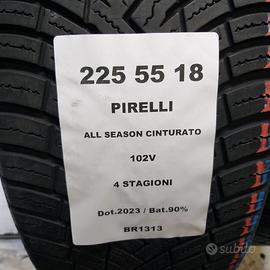 225 55 18
PIRELLI
ALL SEASON CINTURATO
102V
4 STAGIONI
Dot.2023 / Bat.90%
BR1313
subito